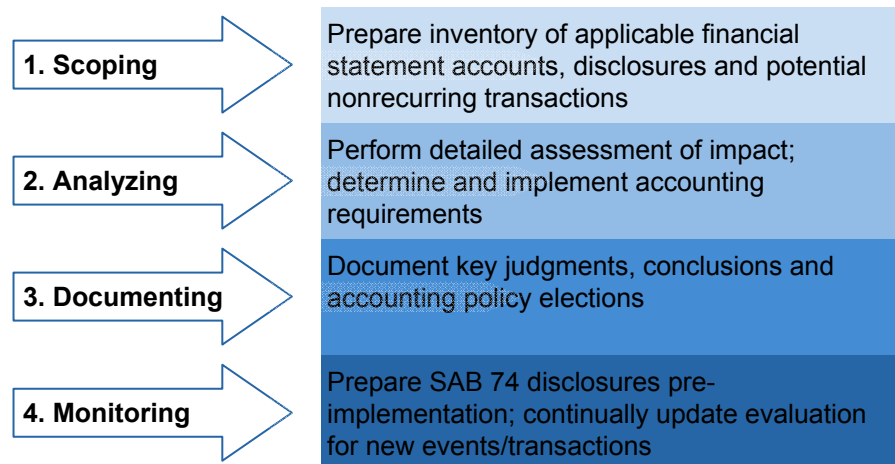 1. Scoping
Prepare inventory of applicable financial
statement accounts, disclosures and potential
nonrecurring transactions
2. Analyzing
Perform detailed assessment of impact;
determine and implement accounting
requirements
3. Documenting
Document key judgments, conclusions and
accounting policy elections
4. Monitoring
Prepare SAB 74 disclosures pre-
implementation; continually update evaluation
for new events/transactions